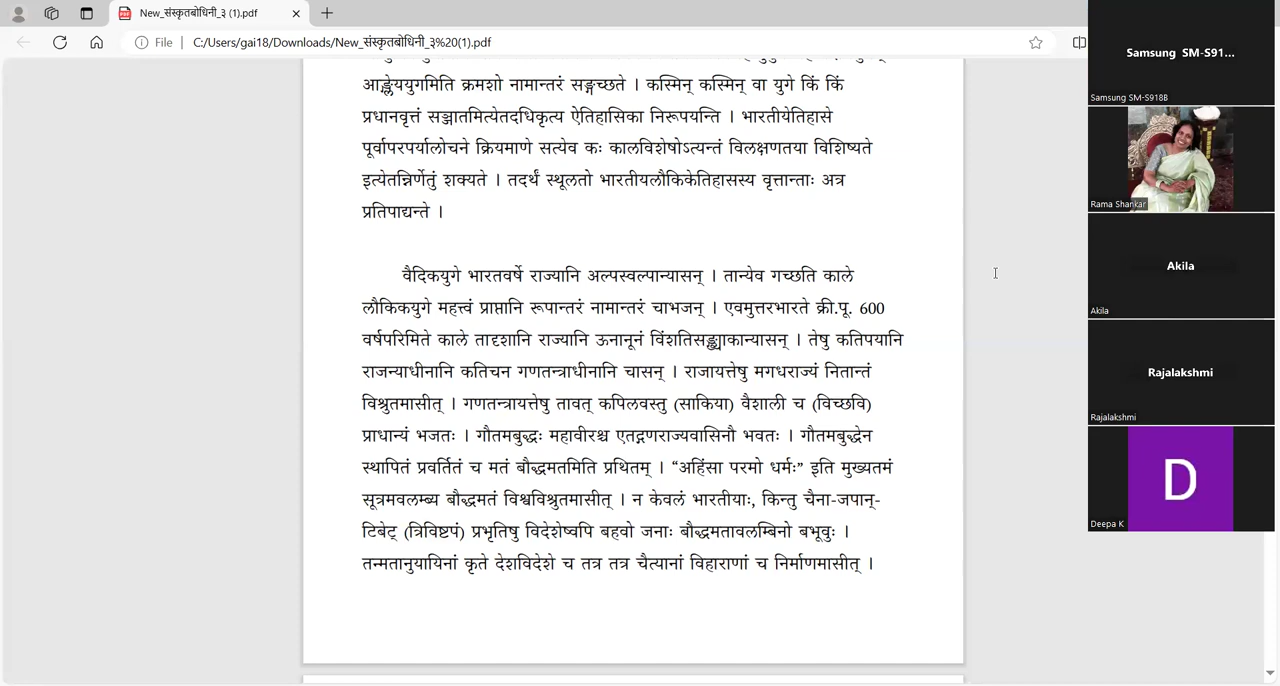 New_संस्कृतबोधिनी_३ (1).pdf
File | C:/Users/gai18/Downloads/New_संस्कृतबोधिनी_३%20(1).pdf
आङ्ग्लेययुगमिति क्रमशो नामान्तरं सङ्गच्छते । कस्मिन् कस्मिन् वा युगे किं किं
प्रधानवृत्तं सञ्जातमित्येतदधिकृत्य ऐतिहासिका निरूपयन्ति । भारतीयेतिहासे
पूर्वापरपर्यालोचने क्रियमाणे सत्येव कः कालविशेषोऽत्यन्तं विलक्षणतया विशिष्यते
इत्येतन्निर्णेतुं शक्यते । तदर्थं स्थूलतो भारतीयलौकिकेतिहासस्य वृत्तान्ताः अत्र
प्रतिपाद्यन्ते ।
वैदिकयुगे भारतवर्षे राज्यानि अल्पस्वल्पान्यासन् । तान्येव गच्छति काले
लौकिकयुगे महत्त्वं प्राप्तानि रूपान्तरं नामान्तरं चाभजन् । एवमुत्तरभारते क्री.पू. 600
वर्षपरिमिते काले तादृशानि राज्यानि ऊनानूनं विंशतिसङ्ख्याकान्यासन् । तेषु कतिपयानि
राजन्याधीनानि कतिचन गणतन्त्राधीनानि चासन् । राजायत्तेषु मगधराज्यं नितान्तं
विश्रुतमासीत् । गणतन्त्रायत्तेषु तावत् कपिलवस्तु (साकिया) वैशाली च (विच्छवि)
प्राधान्यं भजतः । गौतमबुद्धः महावीरश्च एतद्गणराज्यवासिनौ भवतः । गौतमबुद्धेन
स्थापितं प्रवर्तितं च मतं बौद्धमतमिति प्रथितम् । “अहिंसा परमो धर्मः” इति मुख्यतमं
सूत्रमवलम्ब्य बौद्धमतं विश्वविश्रुतमासीत् । न केवलं भारतीयाः, किन्तु चैना-जपान्-
टिबेट् (त्रिविष्टपं) प्रभृतिषु विदेशेष्वपि बहवो जनाः बौद्धमतावलम्बिनो बभूवुः ।
तन्मतानुयायिनां कृते देशविदेशे च तत्र तत्र चैत्यानां विहाराणां च निर्माणमासीत् ।
Samsung SM-S91...
Samsung SM-S918B
Rama Shankar
Akila
Akila
Rajalakshmi
Rajalakshmi
D
Deepa K